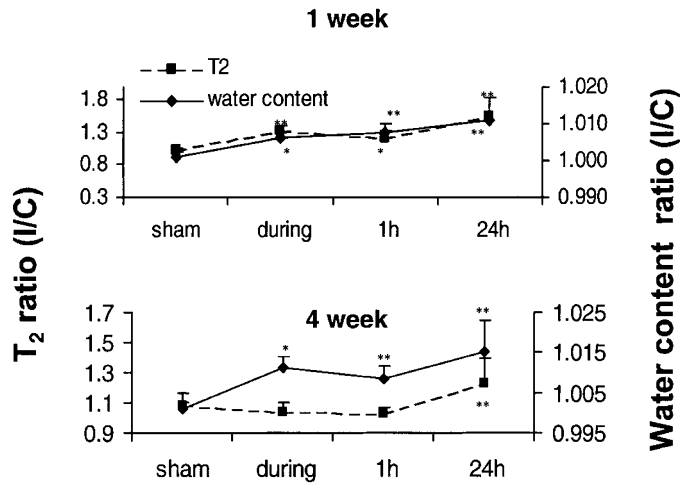 1 week
T2
water content
1.8
1.3
0.8
0.3
1.020
1.010
1.000
0.990
** ** **
* * **
sham during 1h 24h
T₂ ratio (I/C)
Water content ratio (I/C)
4 week
1.7
1.5
1.3
1.1
0.9
1.025
1.015
1.005
0.995
* ** **
**
sham during 1h 24h